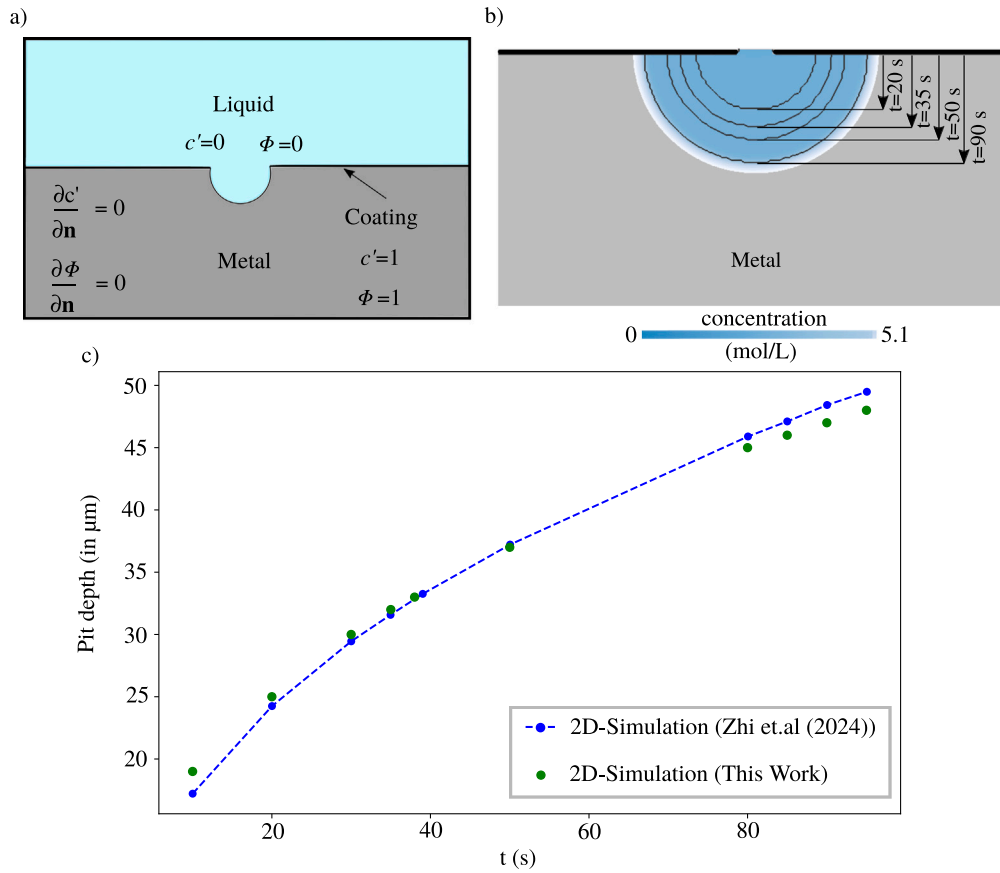 a)
Liquid
c'=0 Φ=0
∂c'
∂n
= 0
Coating
Metal
c'=1
∂Φ
∂n
= 0
Φ=1
b)
t=20 s
t=35 s
t=50 s
t=90 s
Metal
concentration
0 5.1
(mol/L)
c)
Pit depth (in μm)
50
45
40
35
30
25
20
2D-Simulation (Zhi et.al (2024))
2D-Simulation (This Work)
20 40 60 80
t (s)